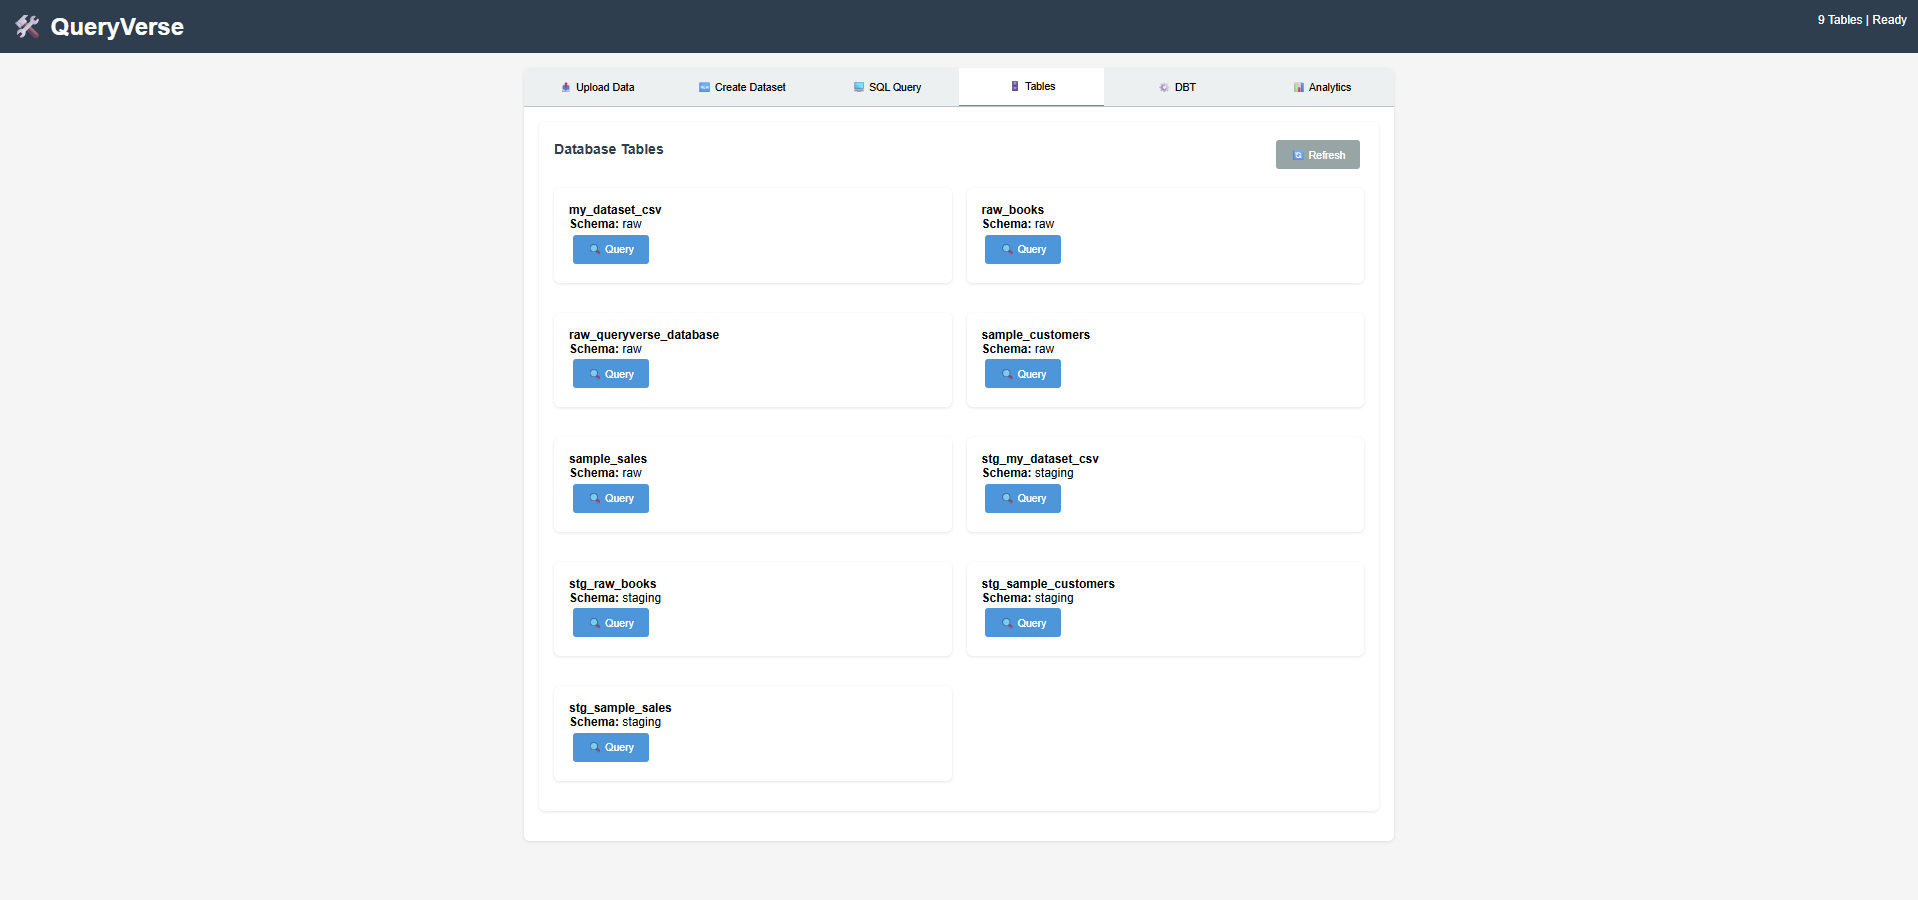 QueryVerse
9 Tables | Ready
Upload Data
Create Dataset
SQL Query
Tables
DBT
Analytics
Database Tables
Refresh
my_dataset_csv
Schema: raw
Query
raw_books
Schema: raw
Query
raw_queryverse_database
Schema: raw
Query
sample_customers
Schema: raw
Query
sample_sales
Schema: raw
Query
stg_my_dataset_csv
Schema: staging
Query
stg_raw_books
Schema: staging
Query
stg_sample_customers
Schema: staging
Query
stg_sample_sales
Schema: staging
Query